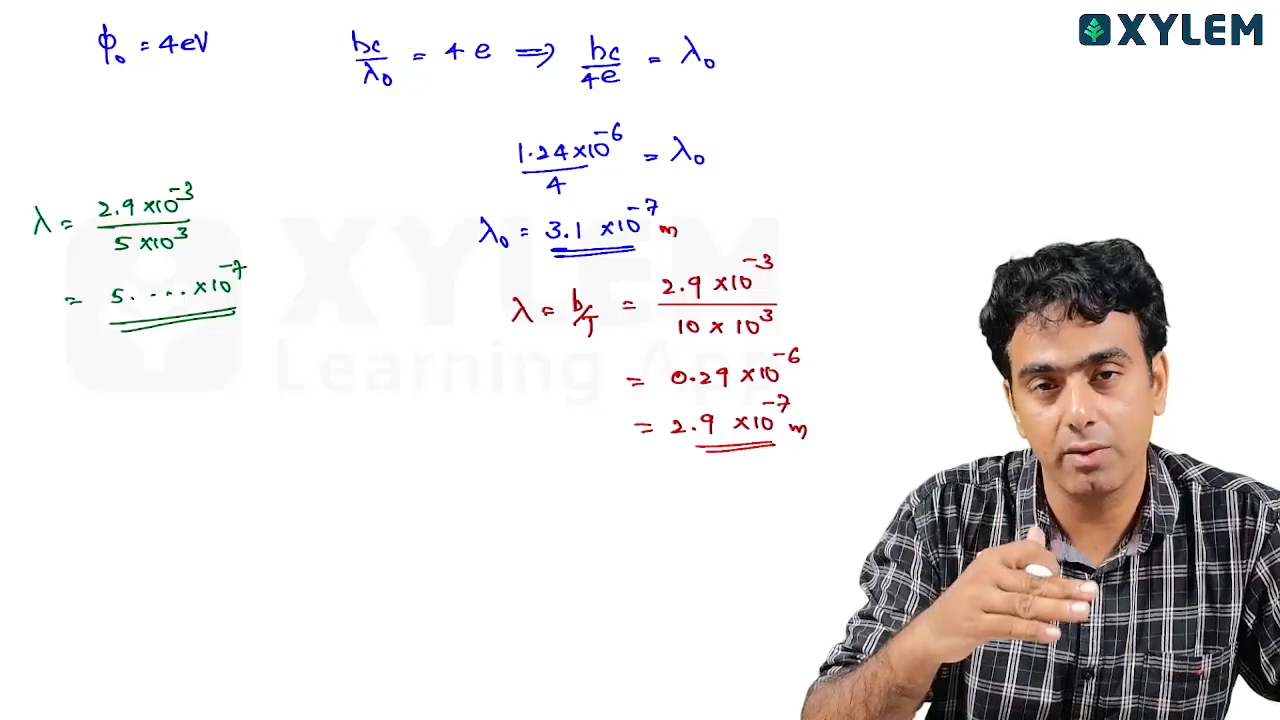 XYLEM
ϕ₀ = 4eV
hc/λ₀ = 4e ⇒ hc/4e = λ₀
1.24×10⁻⁶/4 = λ₀
λ₀ = 3.1 ×10⁻⁷ m
λ = 2.9 ×10⁻³/5 ×10³
= 5.... ×10⁻⁷
λ = b/T = 2.9 ×10⁻³/10 × 10³
= 0.29 ×10⁻⁶
= 2.9 ×10⁻⁷ m
XYLEM
Learning App